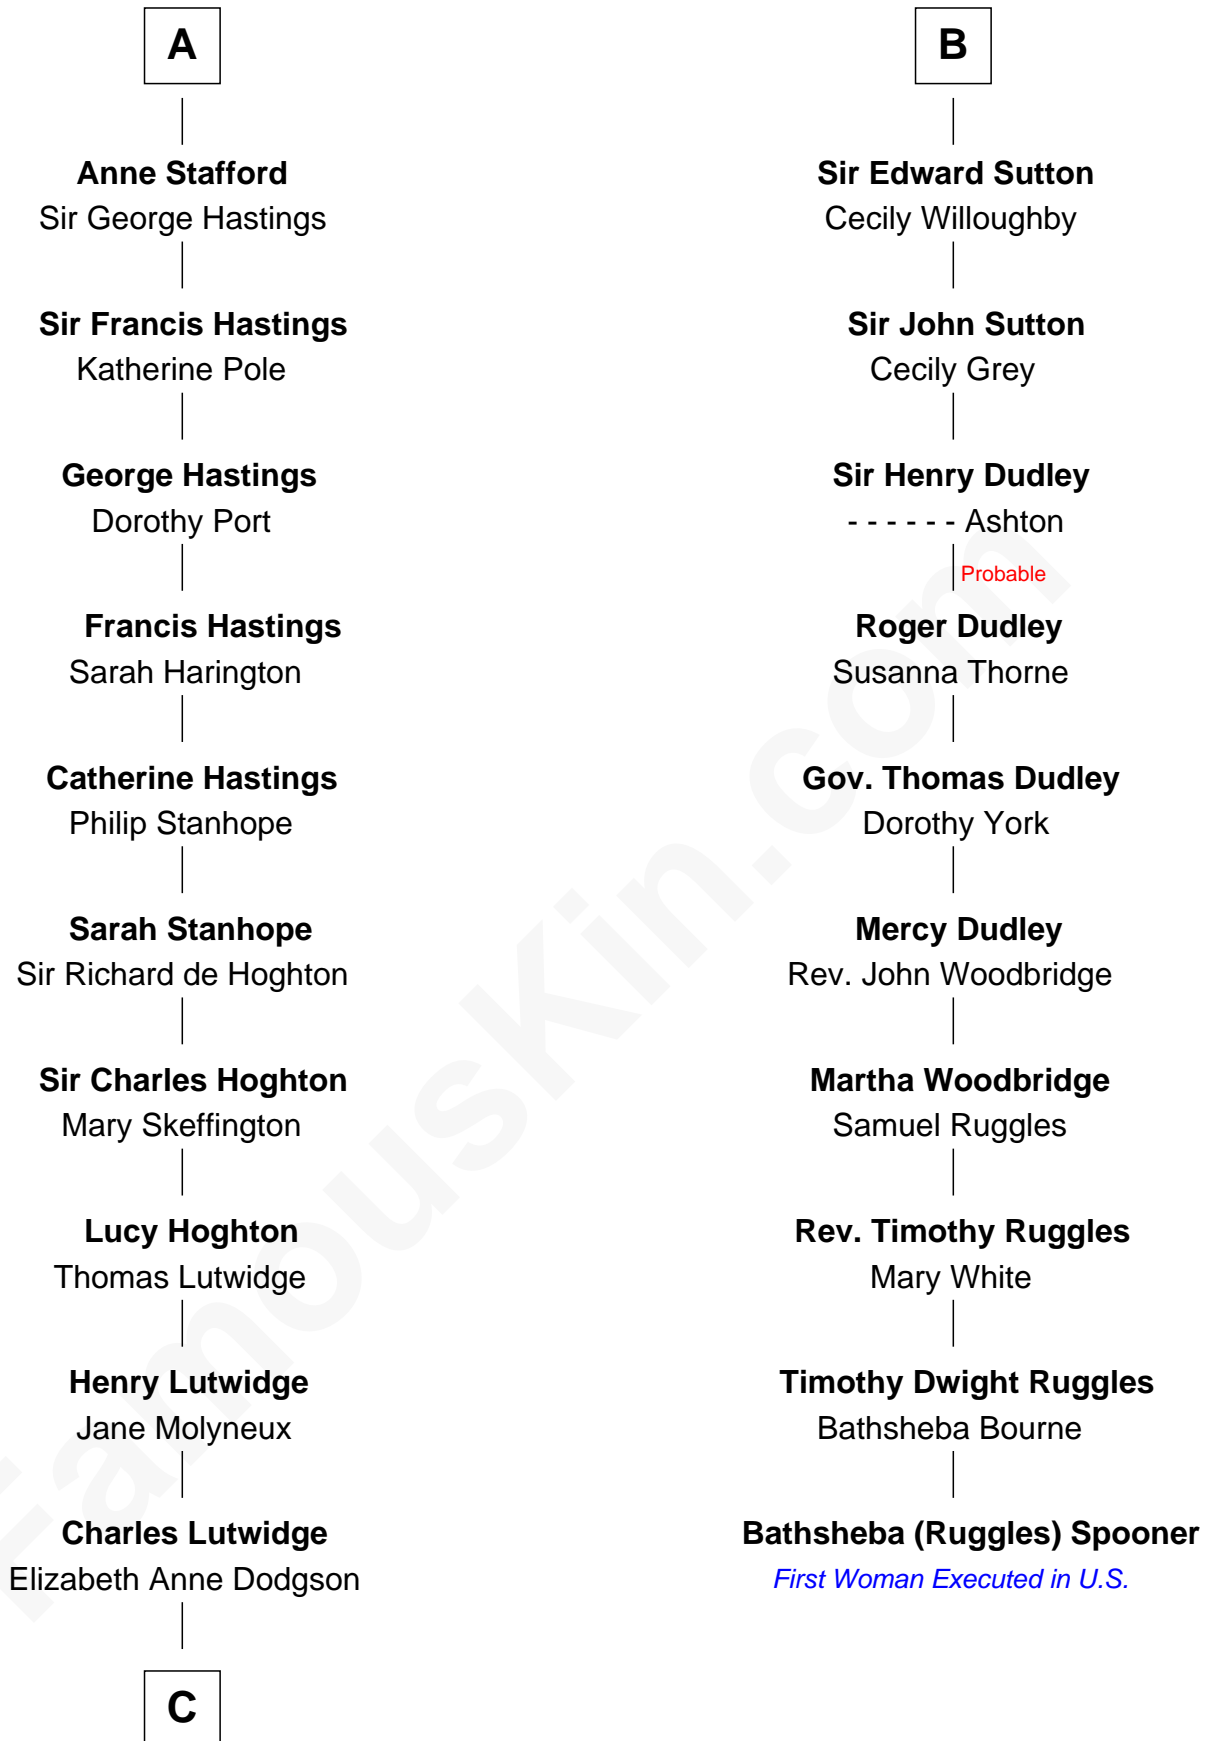 A
Anne Stafford
Sir George Hastings
Sir Francis Hastings
Katherine Pole
George Hastings
Dorothy Port
Francis Hastings
Sarah Harington
Catherine Hastings
Philip Stanhope
Sarah Stanhope
Sir Richard de Hoghton
Sir Charles Hoghton
Mary Skeffington
Lucy Hoghton
Thomas Lutwidge
Henry Lutwidge
Jane Molyneux
Charles Lutwidge
Elizabeth Anne Dodgson
C
B
Sir Edward Sutton
Cecily Willoughby
Sir John Sutton
Cecily Grey
Sir Henry Dudley
- - - - - - Ashton
Probable
Roger Dudley
Susanna Thorne
Gov. Thomas Dudley
Dorothy York
Mercy Dudley
Rev. John Woodbridge
Martha Woodbridge
Samuel Ruggles
Rev. Timothy Ruggles
Mary White
Timothy Dwight Ruggles
Bathsheba Bourne
Bathsheba (Ruggles) Spooner
First Woman Executed in U.S.
FamousKin.com